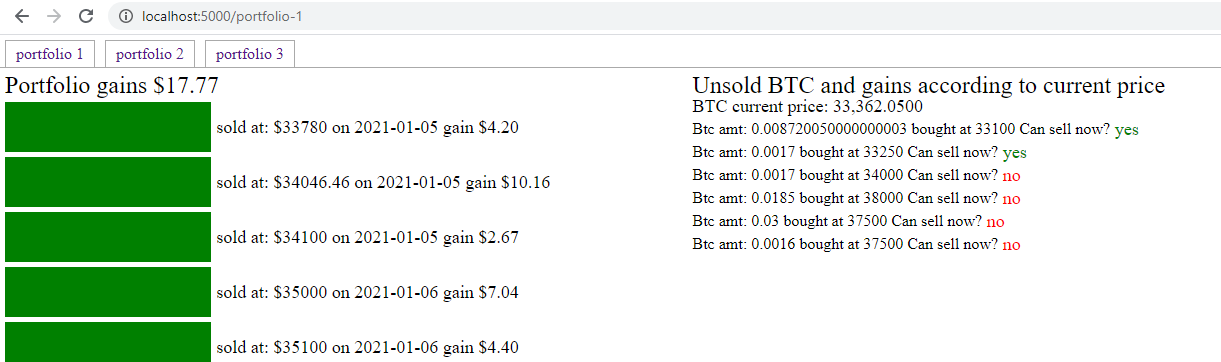 localhost:5000/portfolio-1
portfolio 1 portfolio 2 portfolio 3
Portfolio gains $17.77
sold at: $33780 on 2021-01-05 gain $4.20
sold at: $34046.46 on 2021-01-05 gain $10.16
sold at: $34100 on 2021-01-05 gain $2.67
sold at: $35000 on 2021-01-06 gain $7.04
sold at: $35100 on 2021-01-06 gain $4.40
Unsold BTC and gains according to current price
BTC current price: 33,362.0500
Btc amt: 0.008720050000000003 bought at 33100 Can sell now? yes
Btc amt: 0.0017 bought at 33250 Can sell now? yes
Btc amt: 0.0017 bought at 34000 Can sell now? no
Btc amt: 0.0185 bought at 38000 Can sell now? no
Btc amt: 0.03 bought at 37500 Can sell now? no
Btc amt: 0.0016 bought at 37500 Can sell now? no